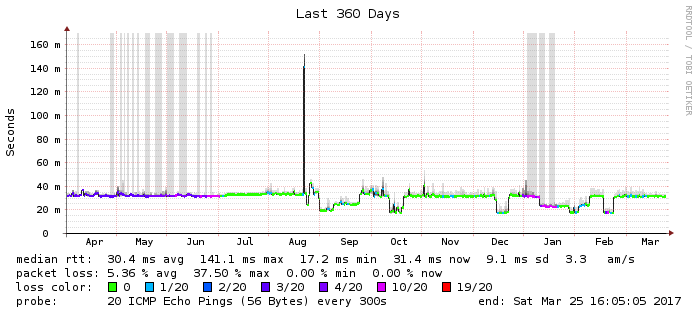 Last 360 Days
RRDTOOL / TOBI OETIKER
Seconds
160 m
140 m
120 m
100 m
80 m
60 m
40 m
20 m
0
Apr May Jun Jul Aug Sep Oct Nov Dec Jan Feb Mar
median rtt: 30.4 ms avg 141.1 ms max 17.2 ms min 31.4 ms now 9.1 ms sd 3.3 am/s
packet loss: 5.36 % avg 37.50 % max 0.00 % min 0.00 % now
loss color: 0 1/20 2/20 3/20 4/20 10/20 19/20
probe: 20 ICMP Echo Pings (56 Bytes) every 300s end: Sat Mar 25 16:05:05 2017